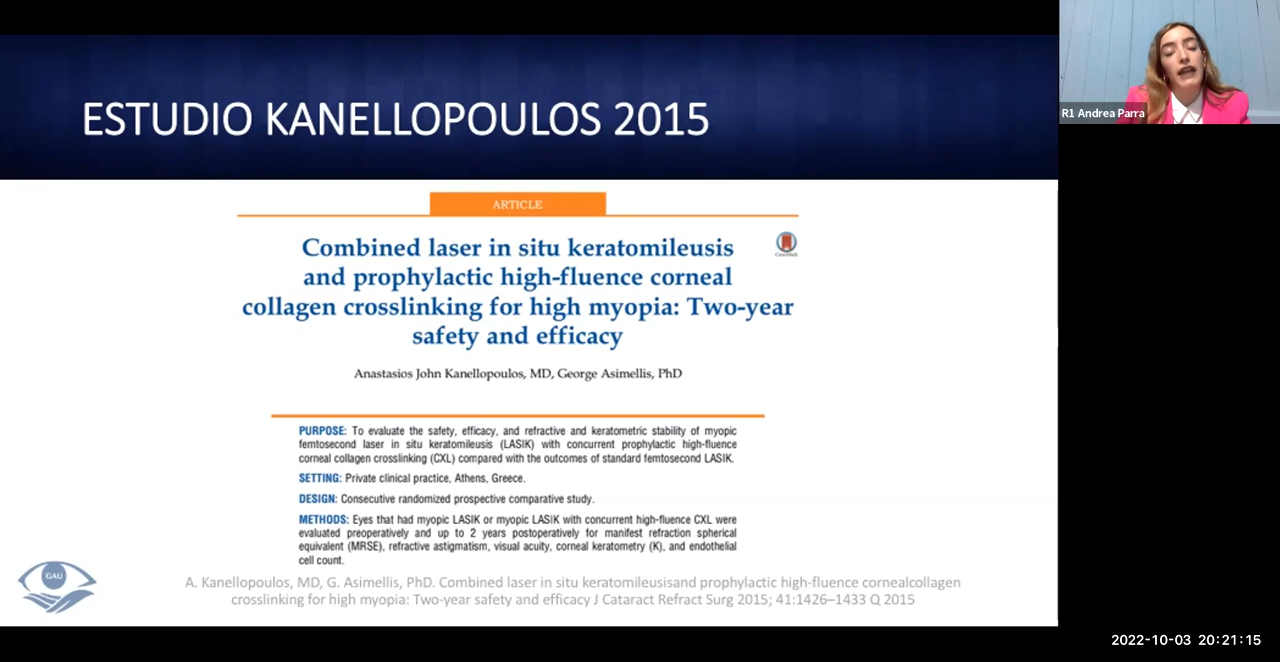 ESTUDIO KANELLOPOULOS 2015
R1 Andrea Parra
ARTICLE
Combined laser in situ keratomileusis
and prophylactic high-fluence corneal
collagen crosslinking for high myopia: Two-year
safety and efficacy
CrossMark
Anastasios John Kanellopoulos, MD, George Asimellis, PhD
PURPOSE: To evaluate the safety, efficacy, and refractive and keratometric stability of myopic
femtosecond laser in situ keratomileusis (LASIK) with concurrent prophylactic high-fluence
corneal collagen crosslinking (CXL) compared with the outcomes of standard femtosecond LASIK.
SETTING: Private clinical practice, Athens, Greece.
DESIGN: Consecutive randomized prospective comparative study.
METHODS: Eyes that had myopic LASIK or myopic LASIK with concurrent high-fluence CXL were
evaluated preoperatively and up to 2 years postoperatively for manifest refraction spherical
equivalent (MRSE), refractive astigmatism, visual acuity, corneal keratometry (K), and endothelial
cell count.
GAU
A. Kanellopoulos, MD, G. Asimellis, PhD. Combined laser in situ keratomileusisand prophylactic high-fluence cornealcollagen
crosslinking for high myopia: Two-year safety and efficacy J Cataract Refract Surg 2015; 41:1426–1433 Q 2015
2022-10-03 20:21:15